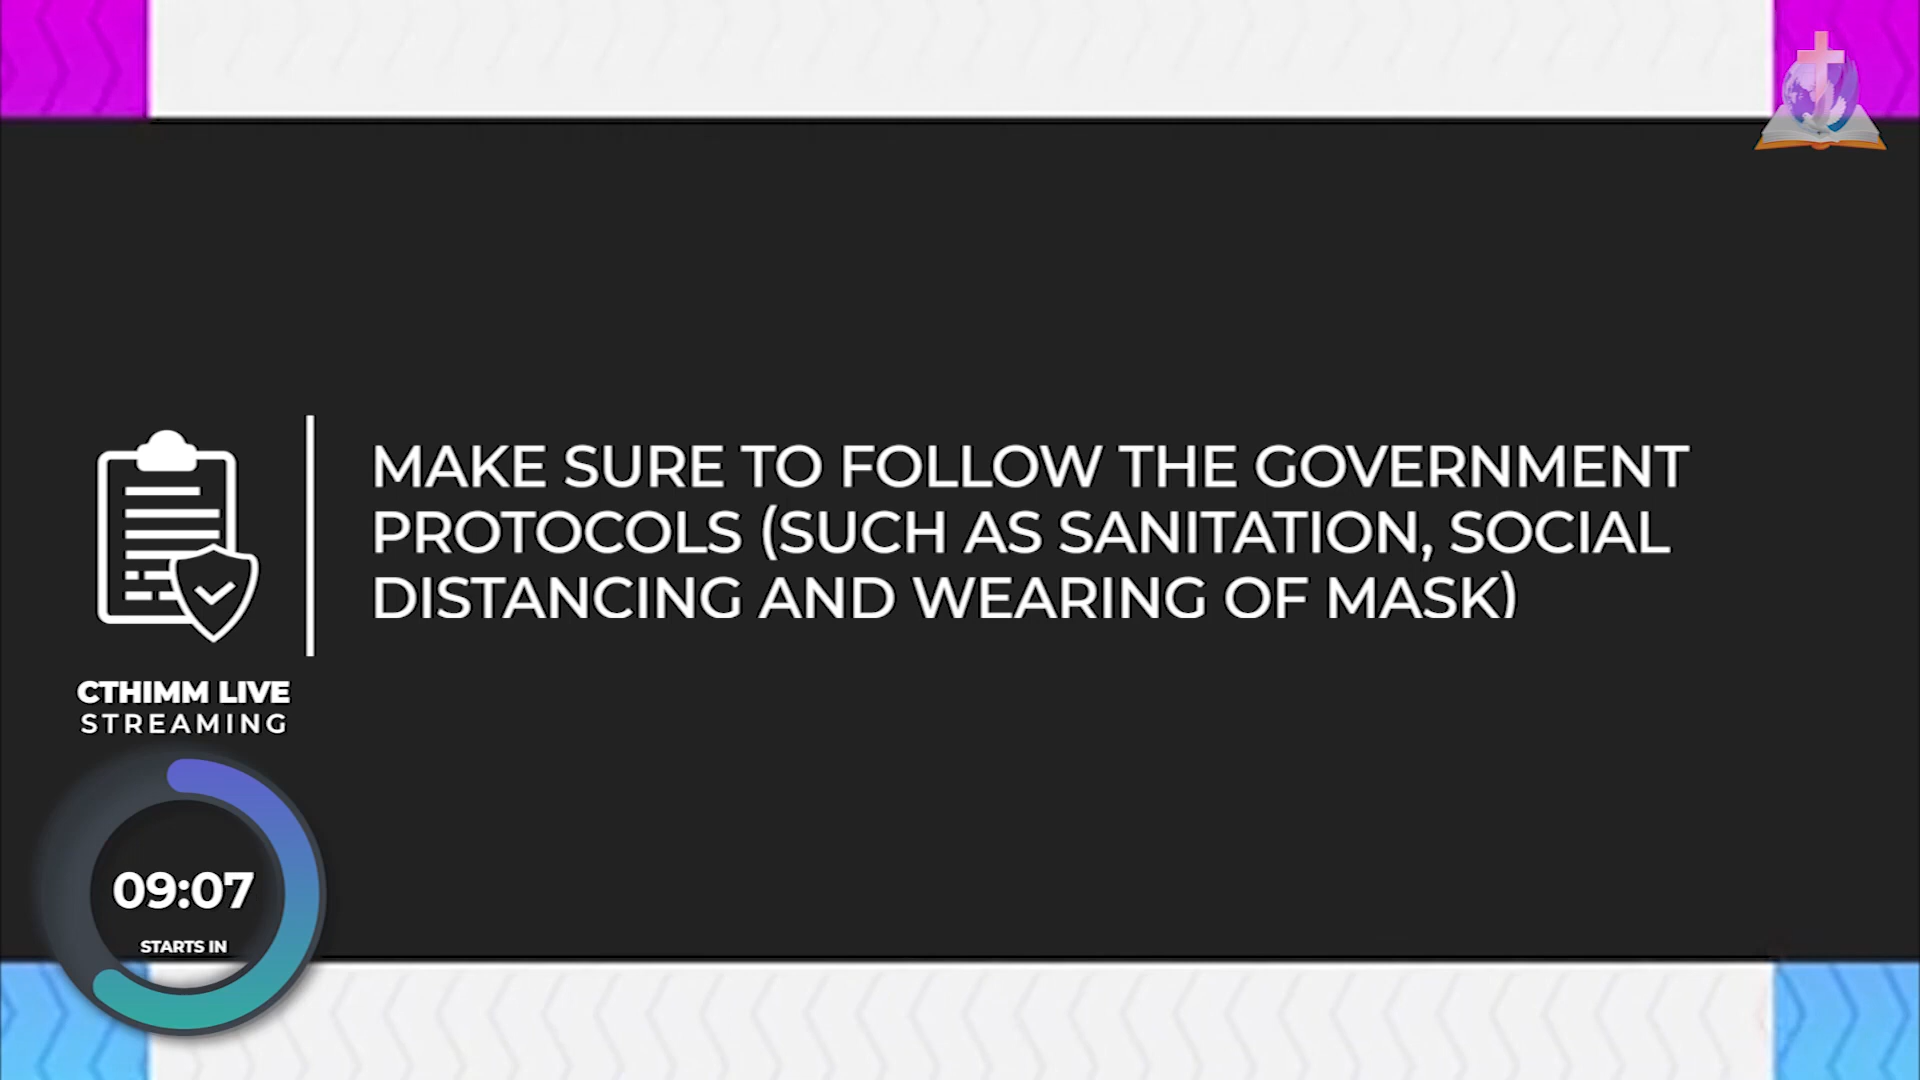 MAKE SURE TO FOLLOW THE GOVERNMENT
PROTOCOLS (SUCH AS SANITATION, SOCIAL
DISTANCING AND WEARING OF MASK)
CTHIMM LIVE
STREAMING
09:07
STARTS IN